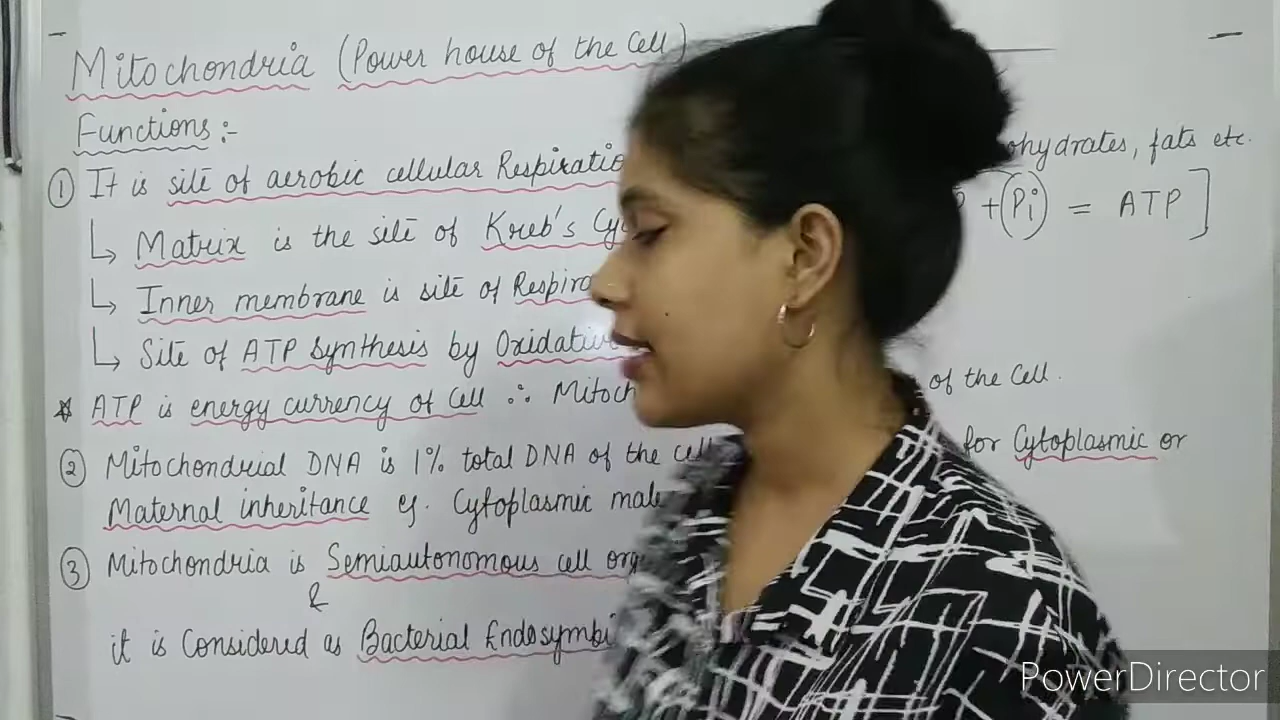 Mitochondria (Power house of the Cell)
Functions :-
① It is site of aerobic cellular Respiratio ohydrates, fats etc.
↳ Matrix is the site of Kreb's Cy + (Pi) = ATP ]
↳ Inner membrane is site of Respira
↳ Site of ATP Synthesis by Oxidative
* ATP is energy currency of Cell ∴ Mitoch of the Cell.
② Mitochondrial DNA is 1% total DNA of the cell for Cytoplasmic or
Maternal inheritance eg. Cytoplasmic male
③ Mitochondria is Semiautonomous cell org
&
it is Considered as Bacterial Endosymbi
PowerDirector